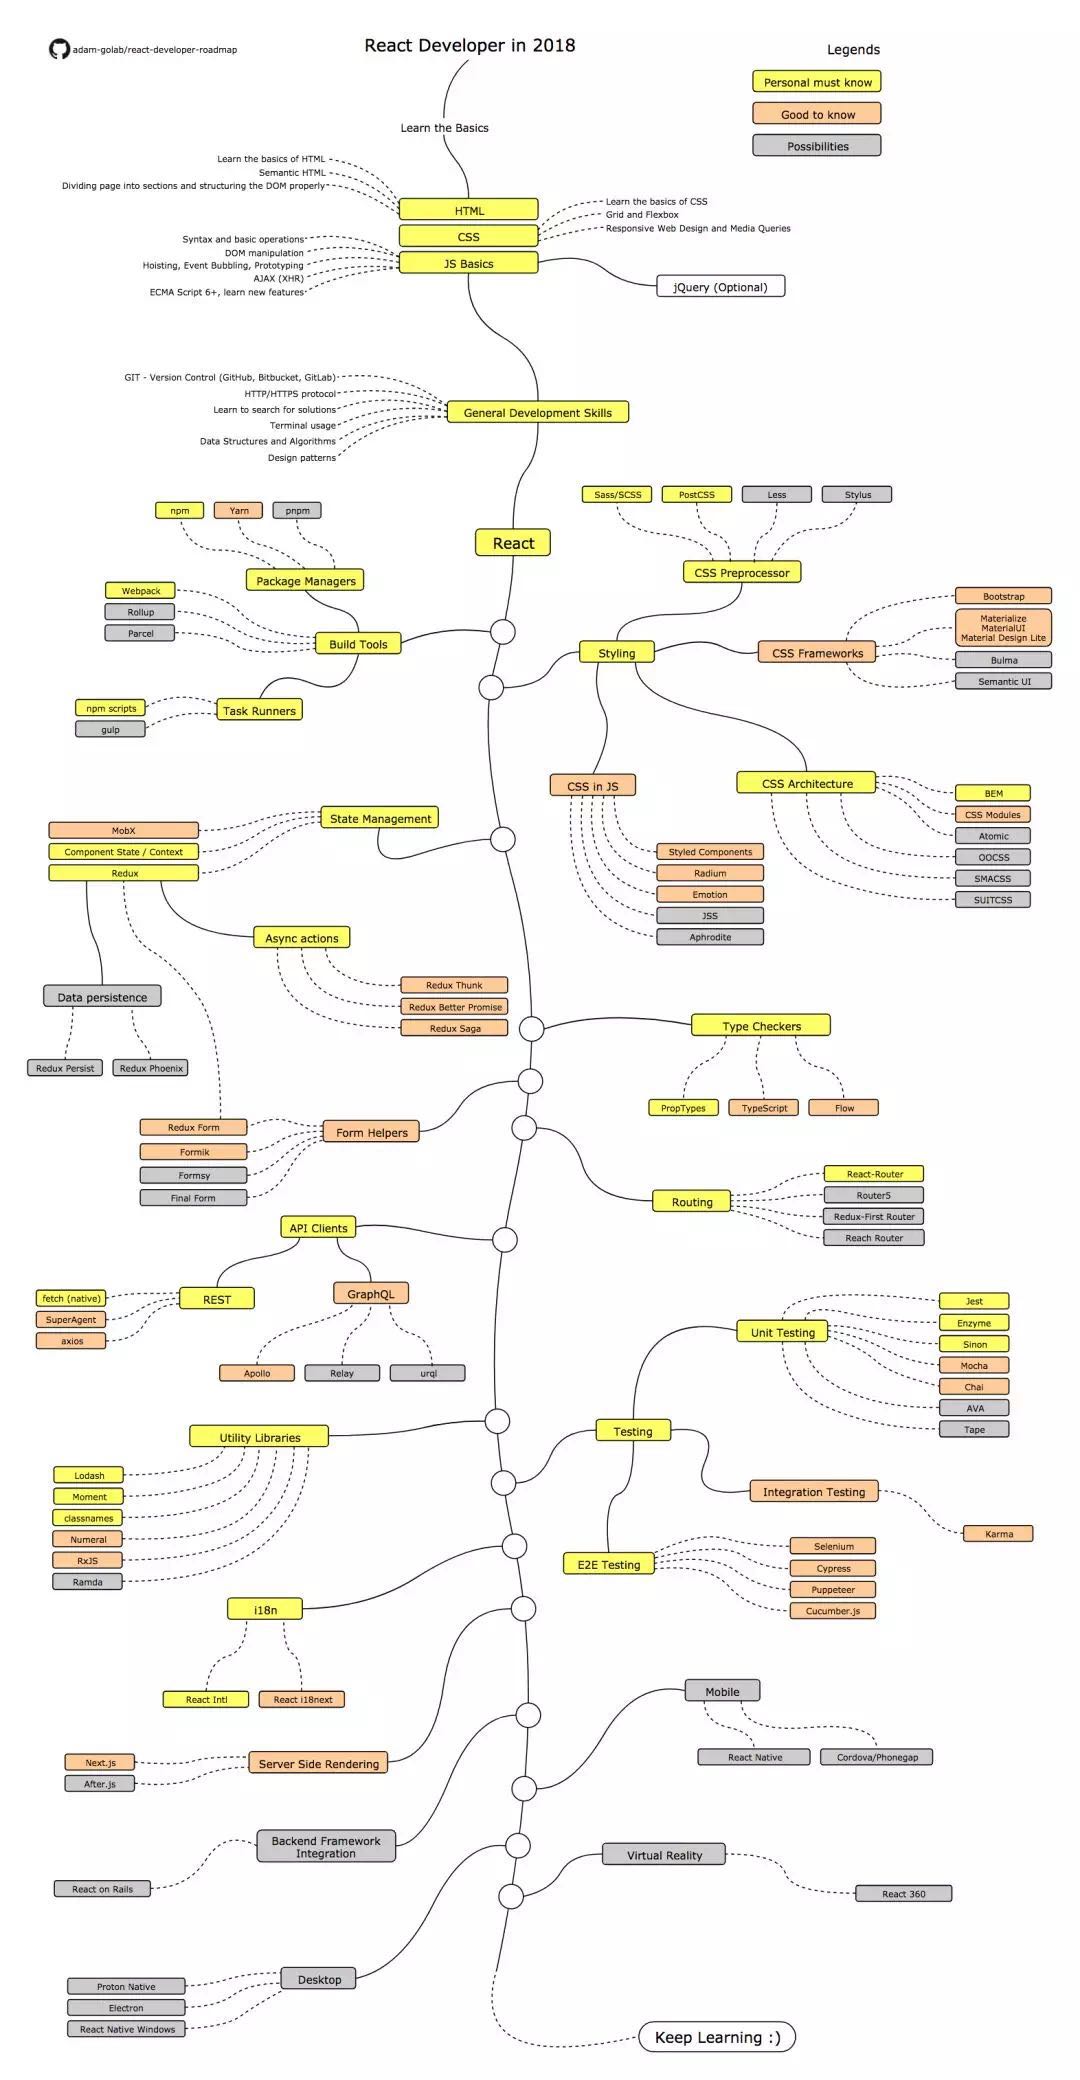 adam-golab/react-developer-roadmap
React Developer in 2018
Legends
Personal must know
Good to know
Possibilities
Learn the Basics
Learn the basics of HTML
Semantic HTML
Dividing page into sections and structuring the DOM properly
HTML
Learn the basics of CSS
Grid and Flexbox
Responsive Web Design and Media Queries
CSS
Syntax and basic operations
DOM manipulation
Hoisting, Event Bubbling, Prototyping
AJAX (XHR)
ECMA Script 6+, learn new features
JS Basics
jQuery (Optional)
GIT - Version Control (GitHub, Bitbucket, GitLab)
HTTP/HTTPS protocol
Learn to search for solutions
Terminal usage
Data Structures and Algorithms
Design patterns
General Development Skills
React
npm
Yarn
pnpm
Package Managers
Webpack
Rollup
Parcel
Build Tools
npm scripts
gulp
Task Runners
Sass/SCSS
PostCSS
Less
Stylus
CSS Preprocessor
Styling
CSS Frameworks
Bootstrap
Materialize
MaterialUI
Material Design Lite
Bulma
Semantic UI
CSS in JS
Styled Components
Radium
Emotion
JSS
Aphrodite
CSS Architecture
BEM
CSS Modules
Atomic
OOCSS
SMACSS
SUITCSS
State Management
MobX
Component State / Context
Redux
Async actions
Redux Thunk
Redux Better Promise
Redux Saga
Data persistence
Redux Persist
Redux Phoenix
Type Checkers
PropTypes
TypeScript
Flow
Form Helpers
Redux Form
Formik
Formsy
Final Form
Routing
React-Router
Router5
Redux-First Router
Reach Router
API Clients
REST
fetch (native)
SuperAgent
axios
GraphQL
Apollo
Relay
urql
Unit Testing
Jest
Enzyme
Sinon
Mocha
Chai
AVA
Tape
Testing
Integration Testing
Karma
E2E Testing
Selenium
Cypress
Puppeteer
Cucumber.js
Utility Libraries
Lodash
Moment
classnames
Numeral
RxJS
Ramda
i18n
React Intl
React i18next
Mobile
React Native
Cordova/Phonegap
Server Side Rendering
Next.js
After.js
Backend Framework
Integration
React on Rails
Virtual Reality
React 360
Desktop
Proton Native
Electron
React Native Windows
Keep Learning :)